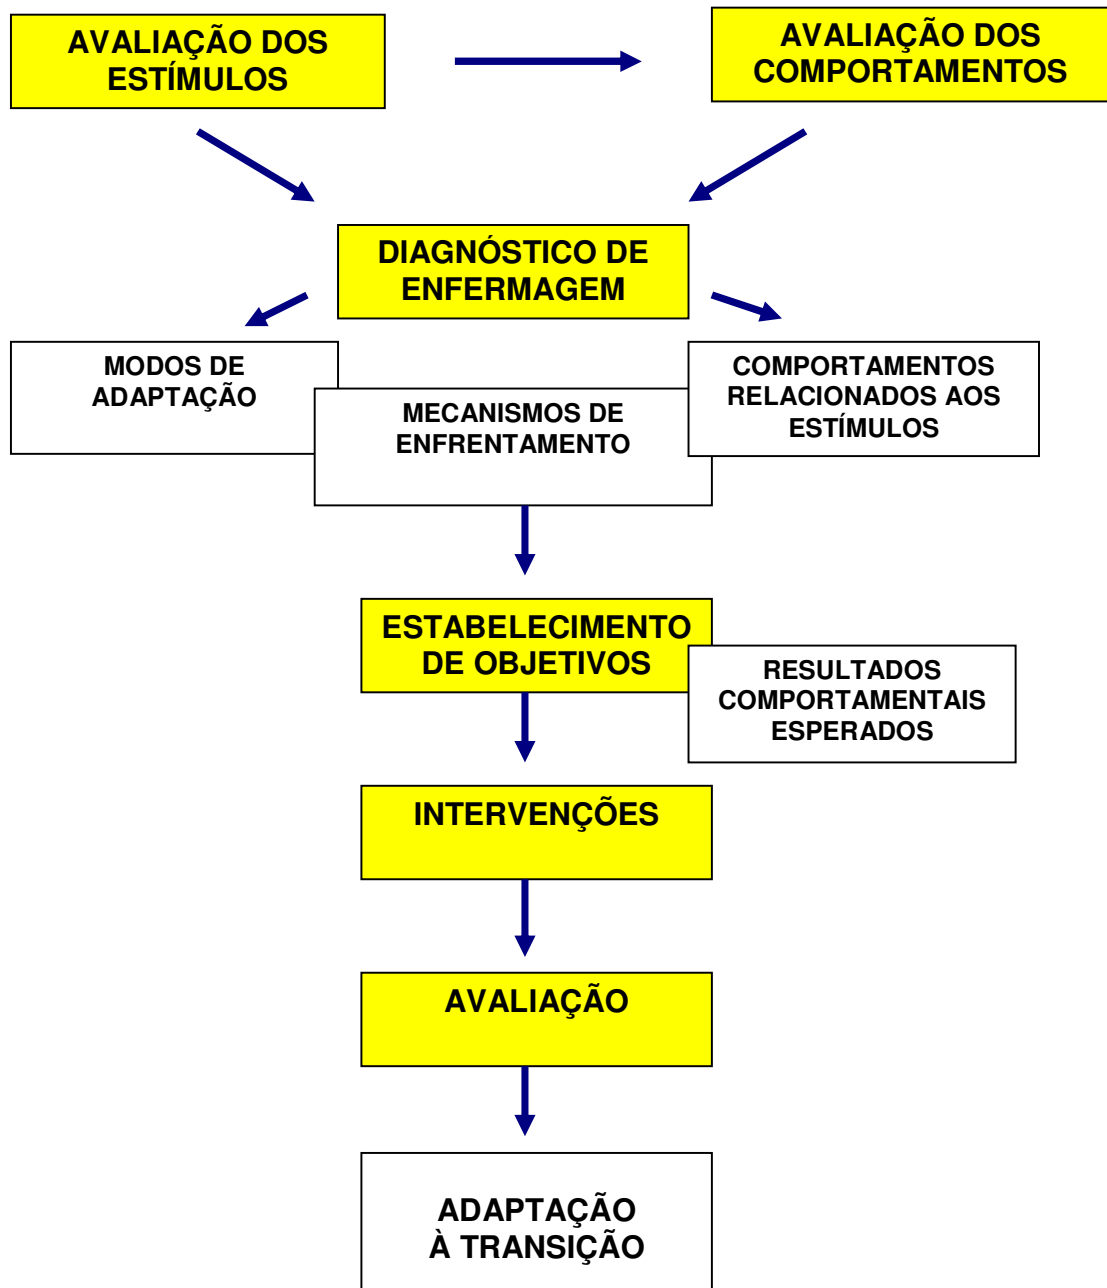 AVALIAÇÃO DOS
ESTÍMULOS
AVALIAÇÃO DOS
COMPORTAMENTOS
DIAGNÓSTICO DE
ENFERMAGEM
MODOS DE
ADAPTAÇÃO
MECANISMOS DE
ENFRENTAMENTO
COMPORTAMENTOS
RELACIONADOS AOS
ESTÍMULOS
ESTABELECIMENTO
DE OBJETIVOS
RESULTADOS
COMPORTAMENTAIS
ESPERADOS
INTERVENÇÕES
AVALIAÇÃO
ADAPTAÇÃO
À TRANSIÇÃO